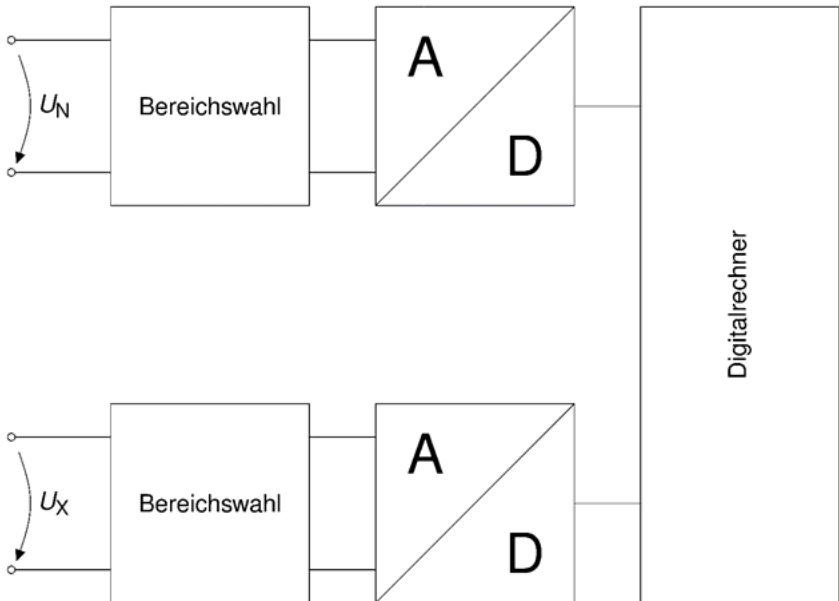 A
U_N
Bereichswahl
D
Digitalrechner
A
U_X
Bereichswahl
D